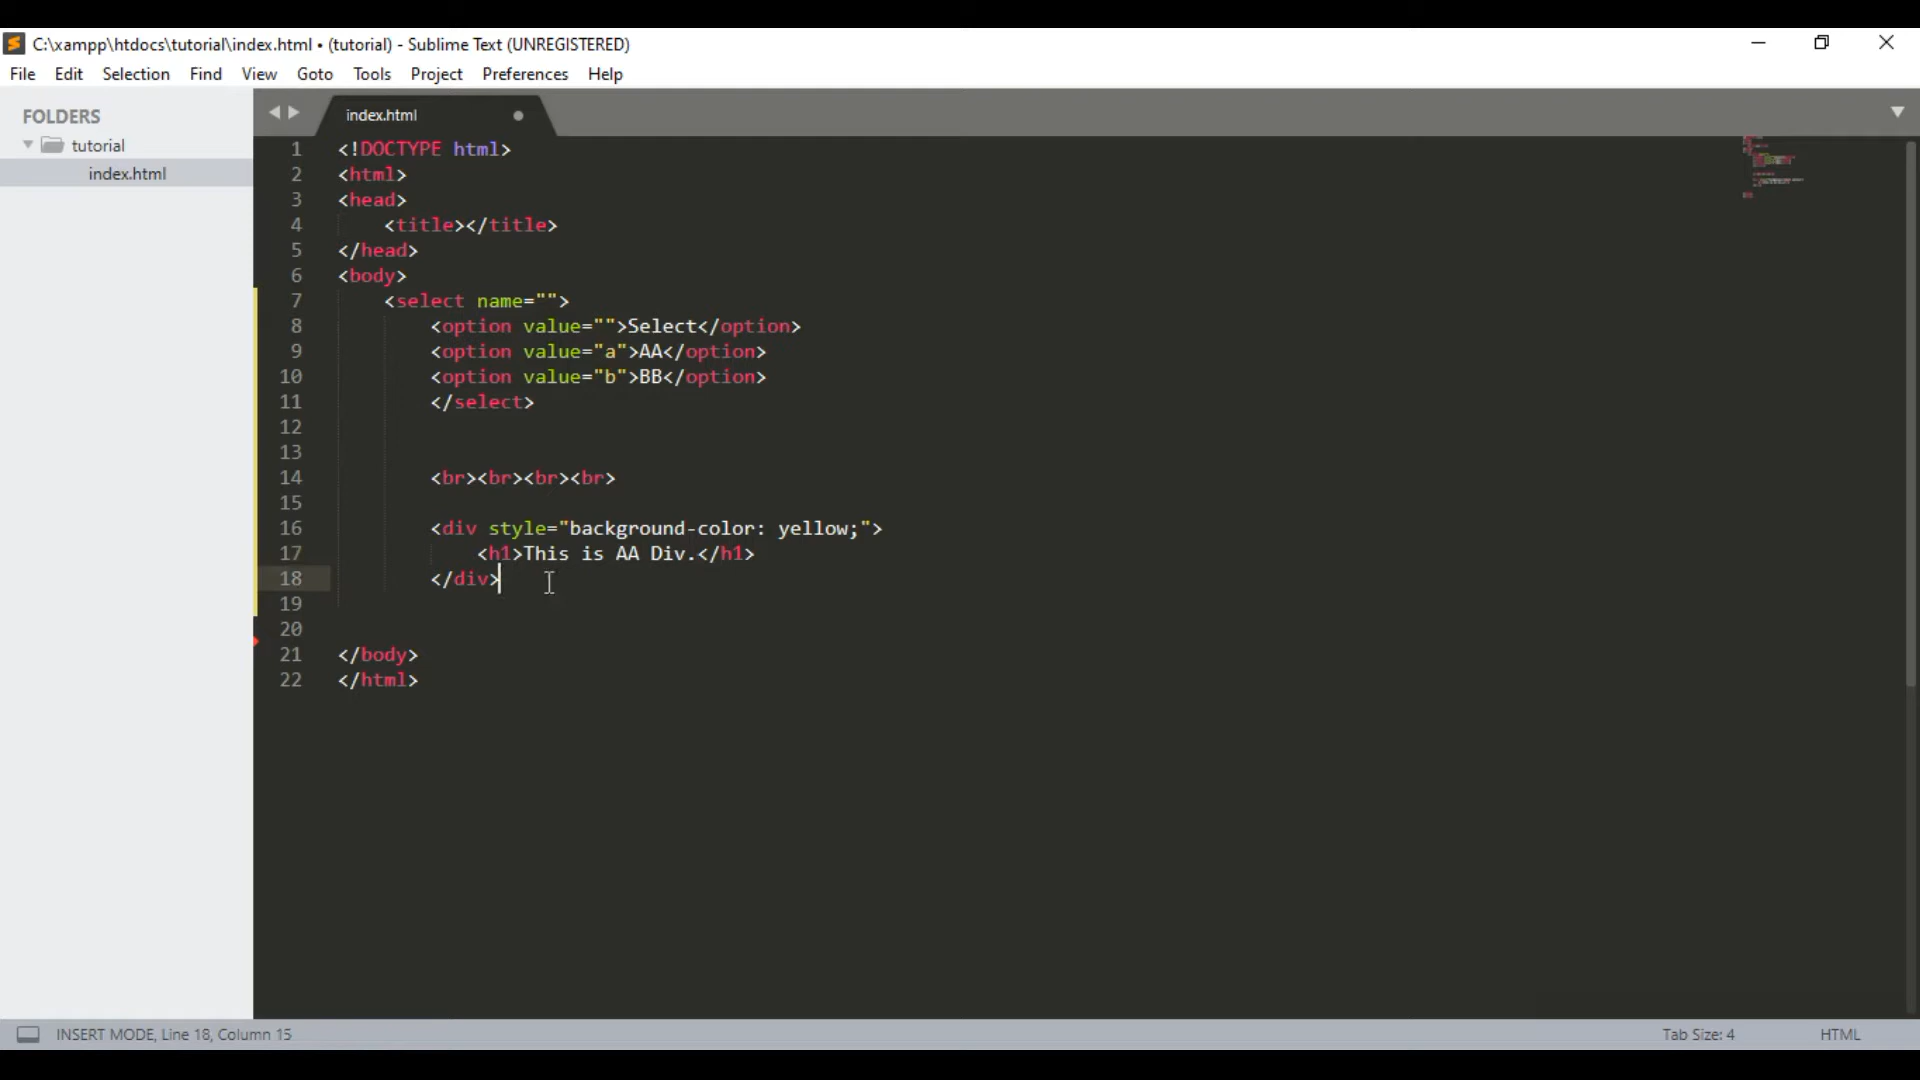 C:\xampp\htdocs\tutorial\index.html • (tutorial) - Sublime Text (UNREGISTERED)
File Edit Selection Find View Goto Tools Project Preferences Help
FOLDERS
tutorial
index.html
index.html
1 <!DOCTYPE html>
2 <html>
3 <head>
4 <title></title>
5 </head>
6 <body>
7 <select name="">
8 <option value="">Select</option>
9 <option value="a">AA</option>
10 <option value="b">BB</option>
11 </select>
12
13
14 <br><br><br><br>
15
16 <div style="background-color: yellow;">
17 <h1>This is AA Div.</h1>
18 </div>
19
20
21 </body>
22 </html>
INSERT MODE, Line 18, Column 15
Tab Size: 4
HTML